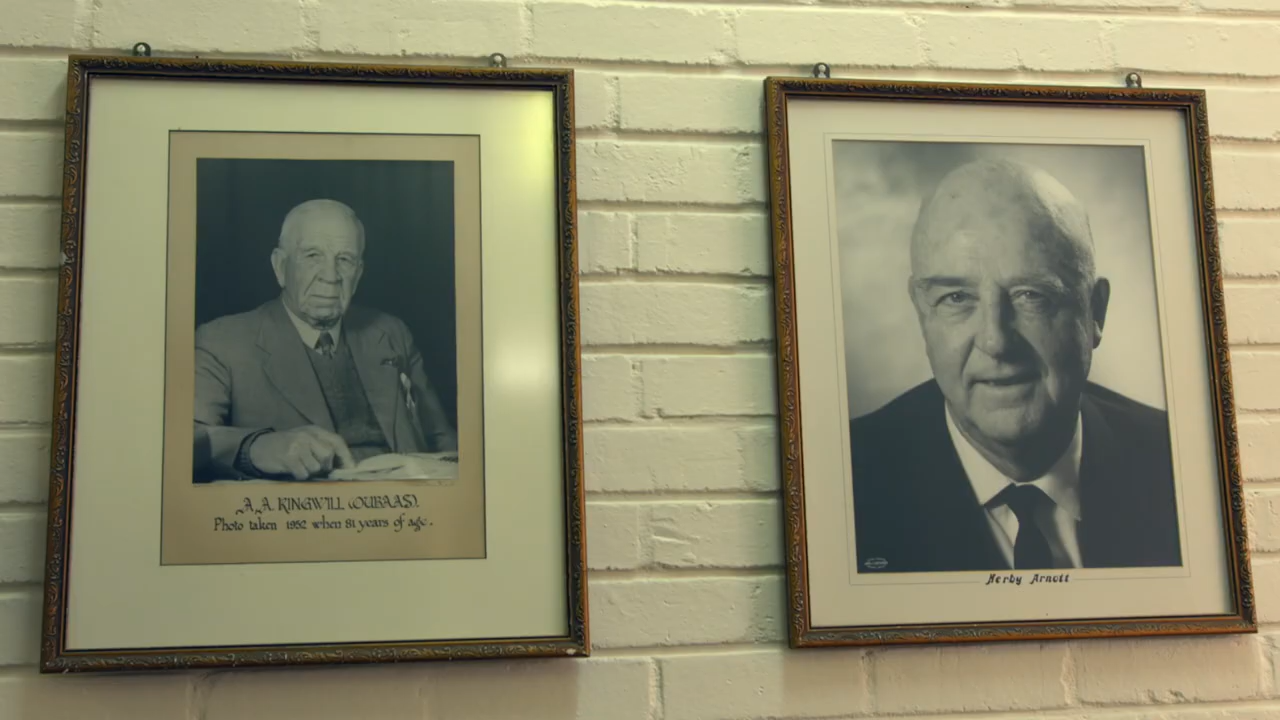 A.A. KINGWILL (OUBAAS).
Photo taken 1952 when 81 years of age.
Herby Arnott